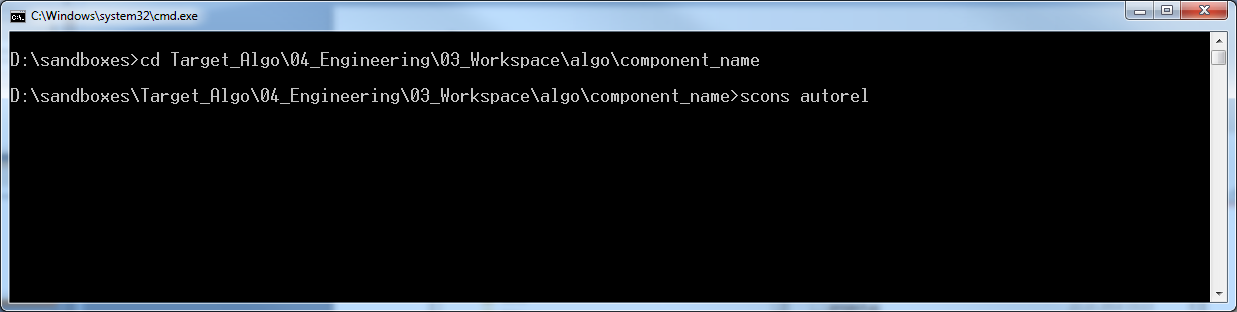 C:\Windows\system32\cmd.exe
D:\sandboxes>cd Target_Algo\04_Engineering\03_Workspace\algo\component_name
D:\sandboxes\Target_Algo\04_Engineering\03_Workspace\algo\component_name>scons autorel